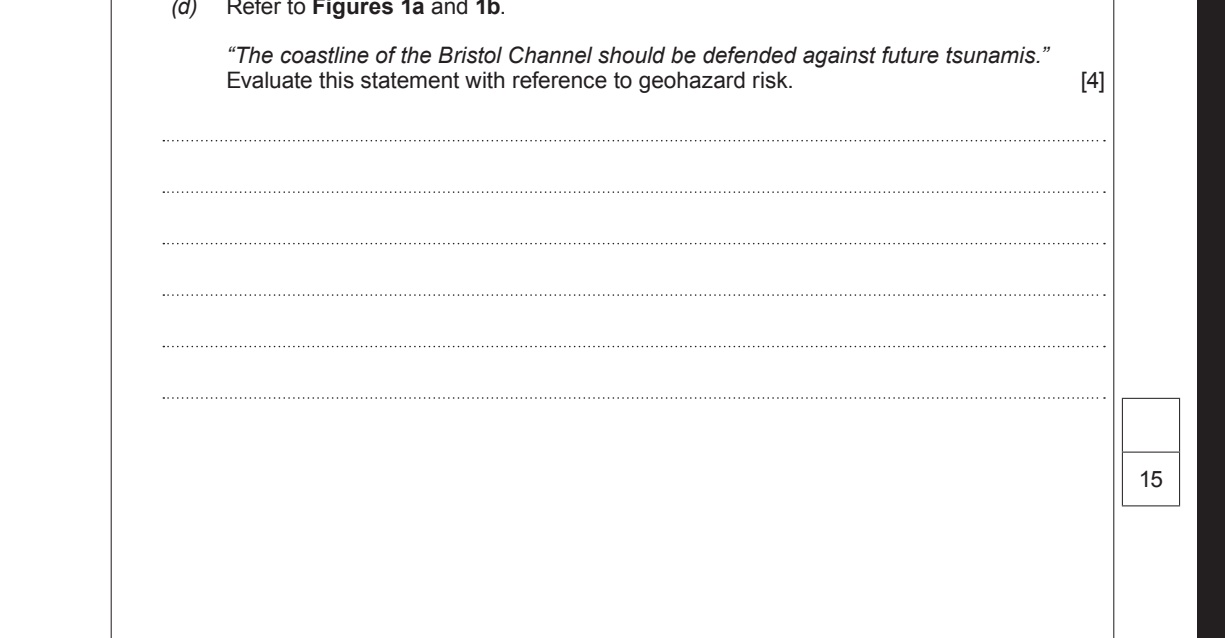 (d) Refer to Figures 1a and 1b.
“The coastline of the Bristol Channel should be defended against future tsunamis.”
Evaluate this statement with reference to geohazard risk. [4]
15